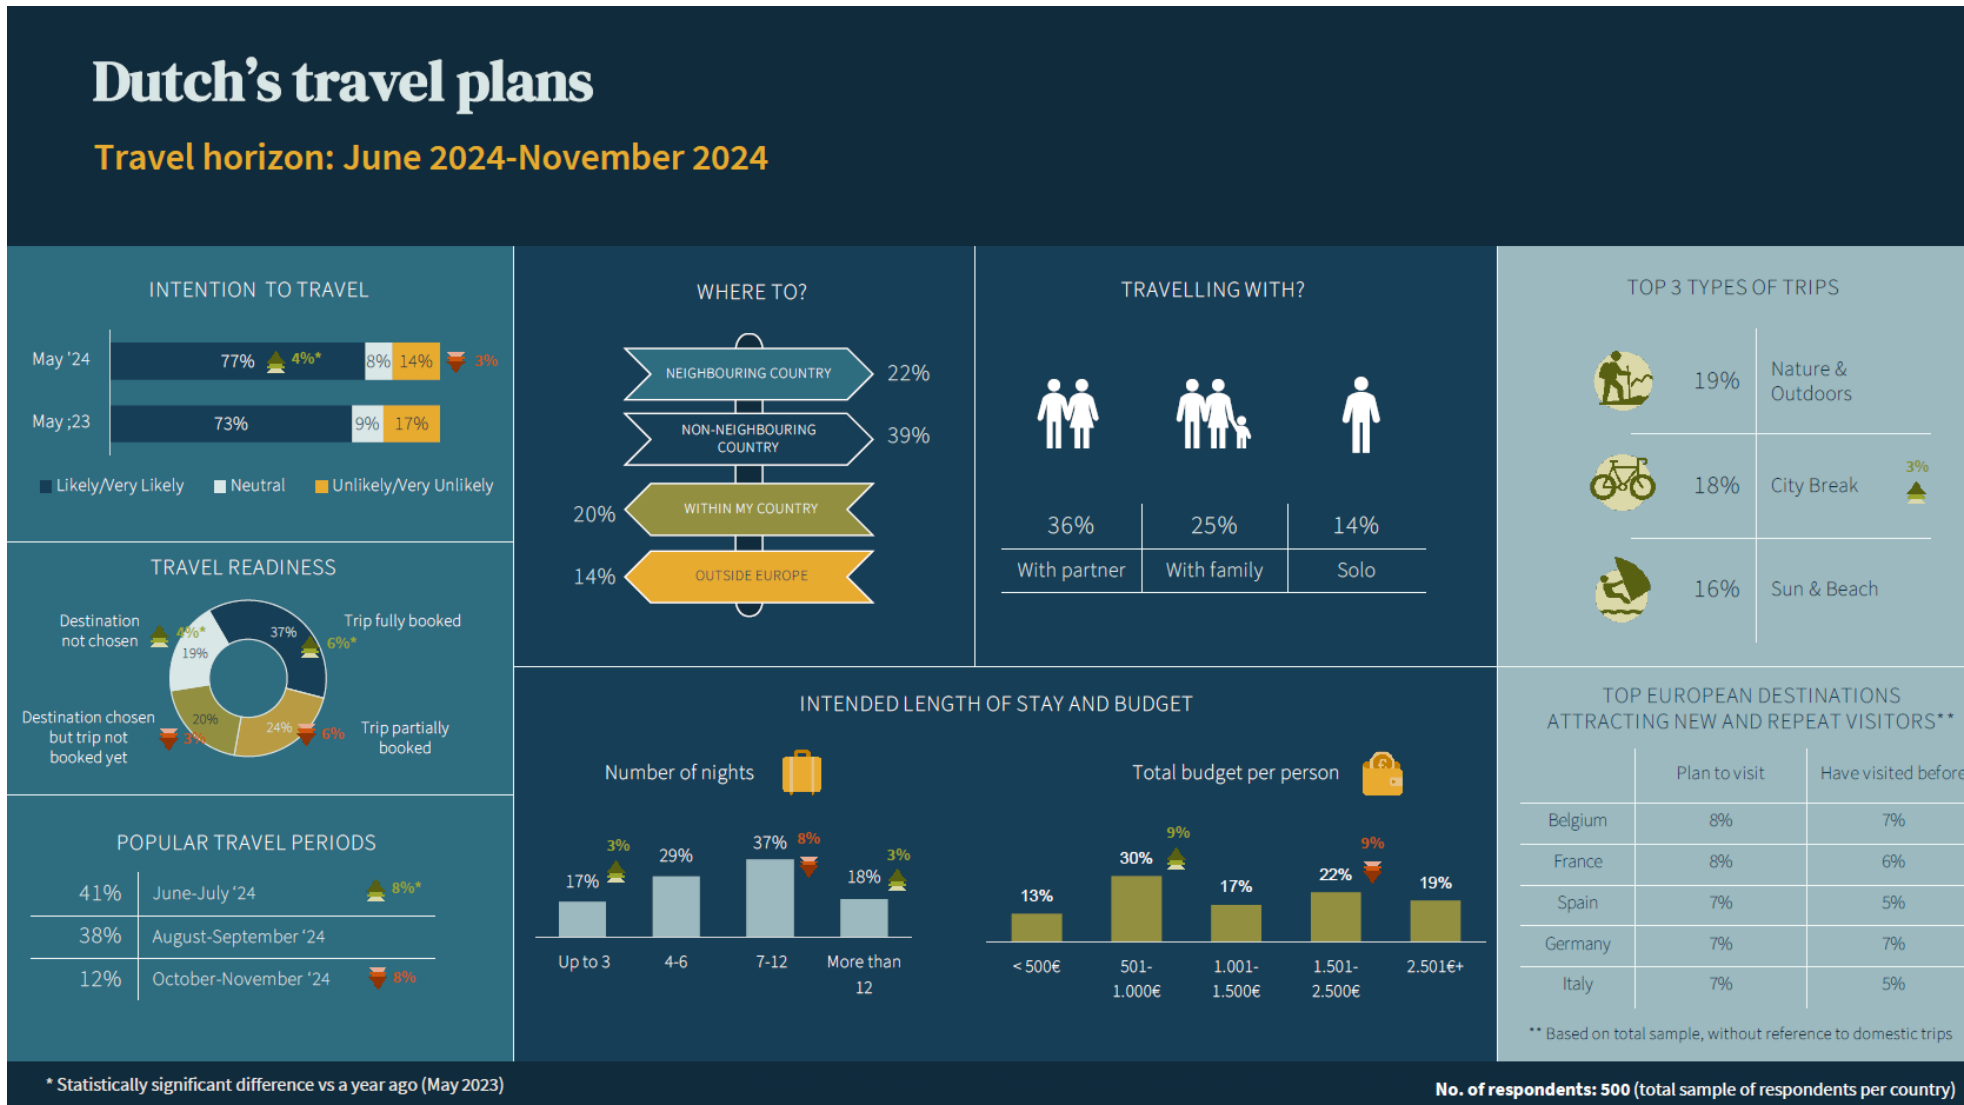 Dutch's travel plans
Travel horizon: June 2024-November 2024
INTENTION TO TRAVEL
May '24
77%
4%*
8%
14%
3%
May ;23
73%
9%
17%
Likely/Very Likely
Neutral
Unlikely/Very Unlikely
TRAVEL READINESS
Destination
not chosen
4%*
19%
37%
Trip fully booked
6%*
Destination chosen
but trip not
booked yet
3%
20%
24%
6%
Trip partially
booked
POPULAR TRAVEL PERIODS
41%
June-July ‘24
8%*
38%
August-September ‘24
12%
October-November ‘24
8%
WHERE TO?
NEIGHBOURING COUNTRY
22%
NON-NEIGHBOURING
COUNTRY
39%
20%
WITHIN MY COUNTRY
14%
OUTSIDE EUROPE
TRAVELLING WITH?
36%
25%
14%
With partner
With family
Solo
INTENDED LENGTH OF STAY AND BUDGET
Number of nights
17%
3%
29%
37%
8%
18%
3%
Up to 3
4-6
7-12
More than
12
Total budget per person
13%
30%
9%
17%
22%
9%
19%
< 500€
501-
1.000€
1.001-
1.500€
1.501-
2.500€
2.501€+
TOP 3 TYPES OF TRIPS
19%
Nature &
Outdoors
18%
City Break
3%
16%
Sun & Beach
TOP EUROPEAN DESTINATIONS
ATTRACTING NEW AND REPEAT VISITORS**
Plan to visit
Have visited before
Belgium
8%
7%
France
8%
6%
Spain
7%
5%
Germany
7%
7%
Italy
7%
5%
** Based on total sample, without reference to domestic trips
* Statistically significant difference vs a year ago (May 2023)
No. of respondents: 500 (total sample of respondents per country)